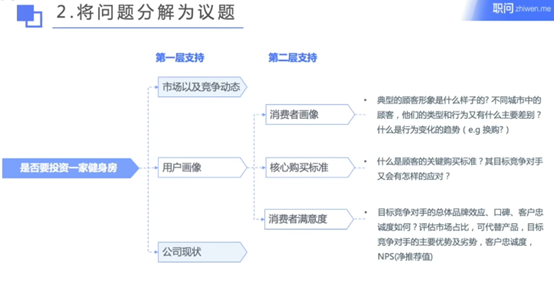 2.将问题分解为议题
职问 zhiwen.me
第一层支持
第二层支持
市场以及竞争动态
消费者画像
典型的顾客形象是什么样子的? 不同城市中的
顾客，他们的类型和行为又有什么主要差别？
什么是行为变化的趋势（e.g 换购?）
是否要投资一家健身房
用户画像
核心购买标准
什么是顾客的关键购买标准？其目标竞争对手
又会有怎样的应对？
消费者满意度
目标竞争对手的总体品牌效应、口碑、客户忠
诚度如何？评估市场占比，可代替产品，目标
竞争对手的主要优势及劣势，客户忠诚度，
NPS(净推荐值)
公司现状